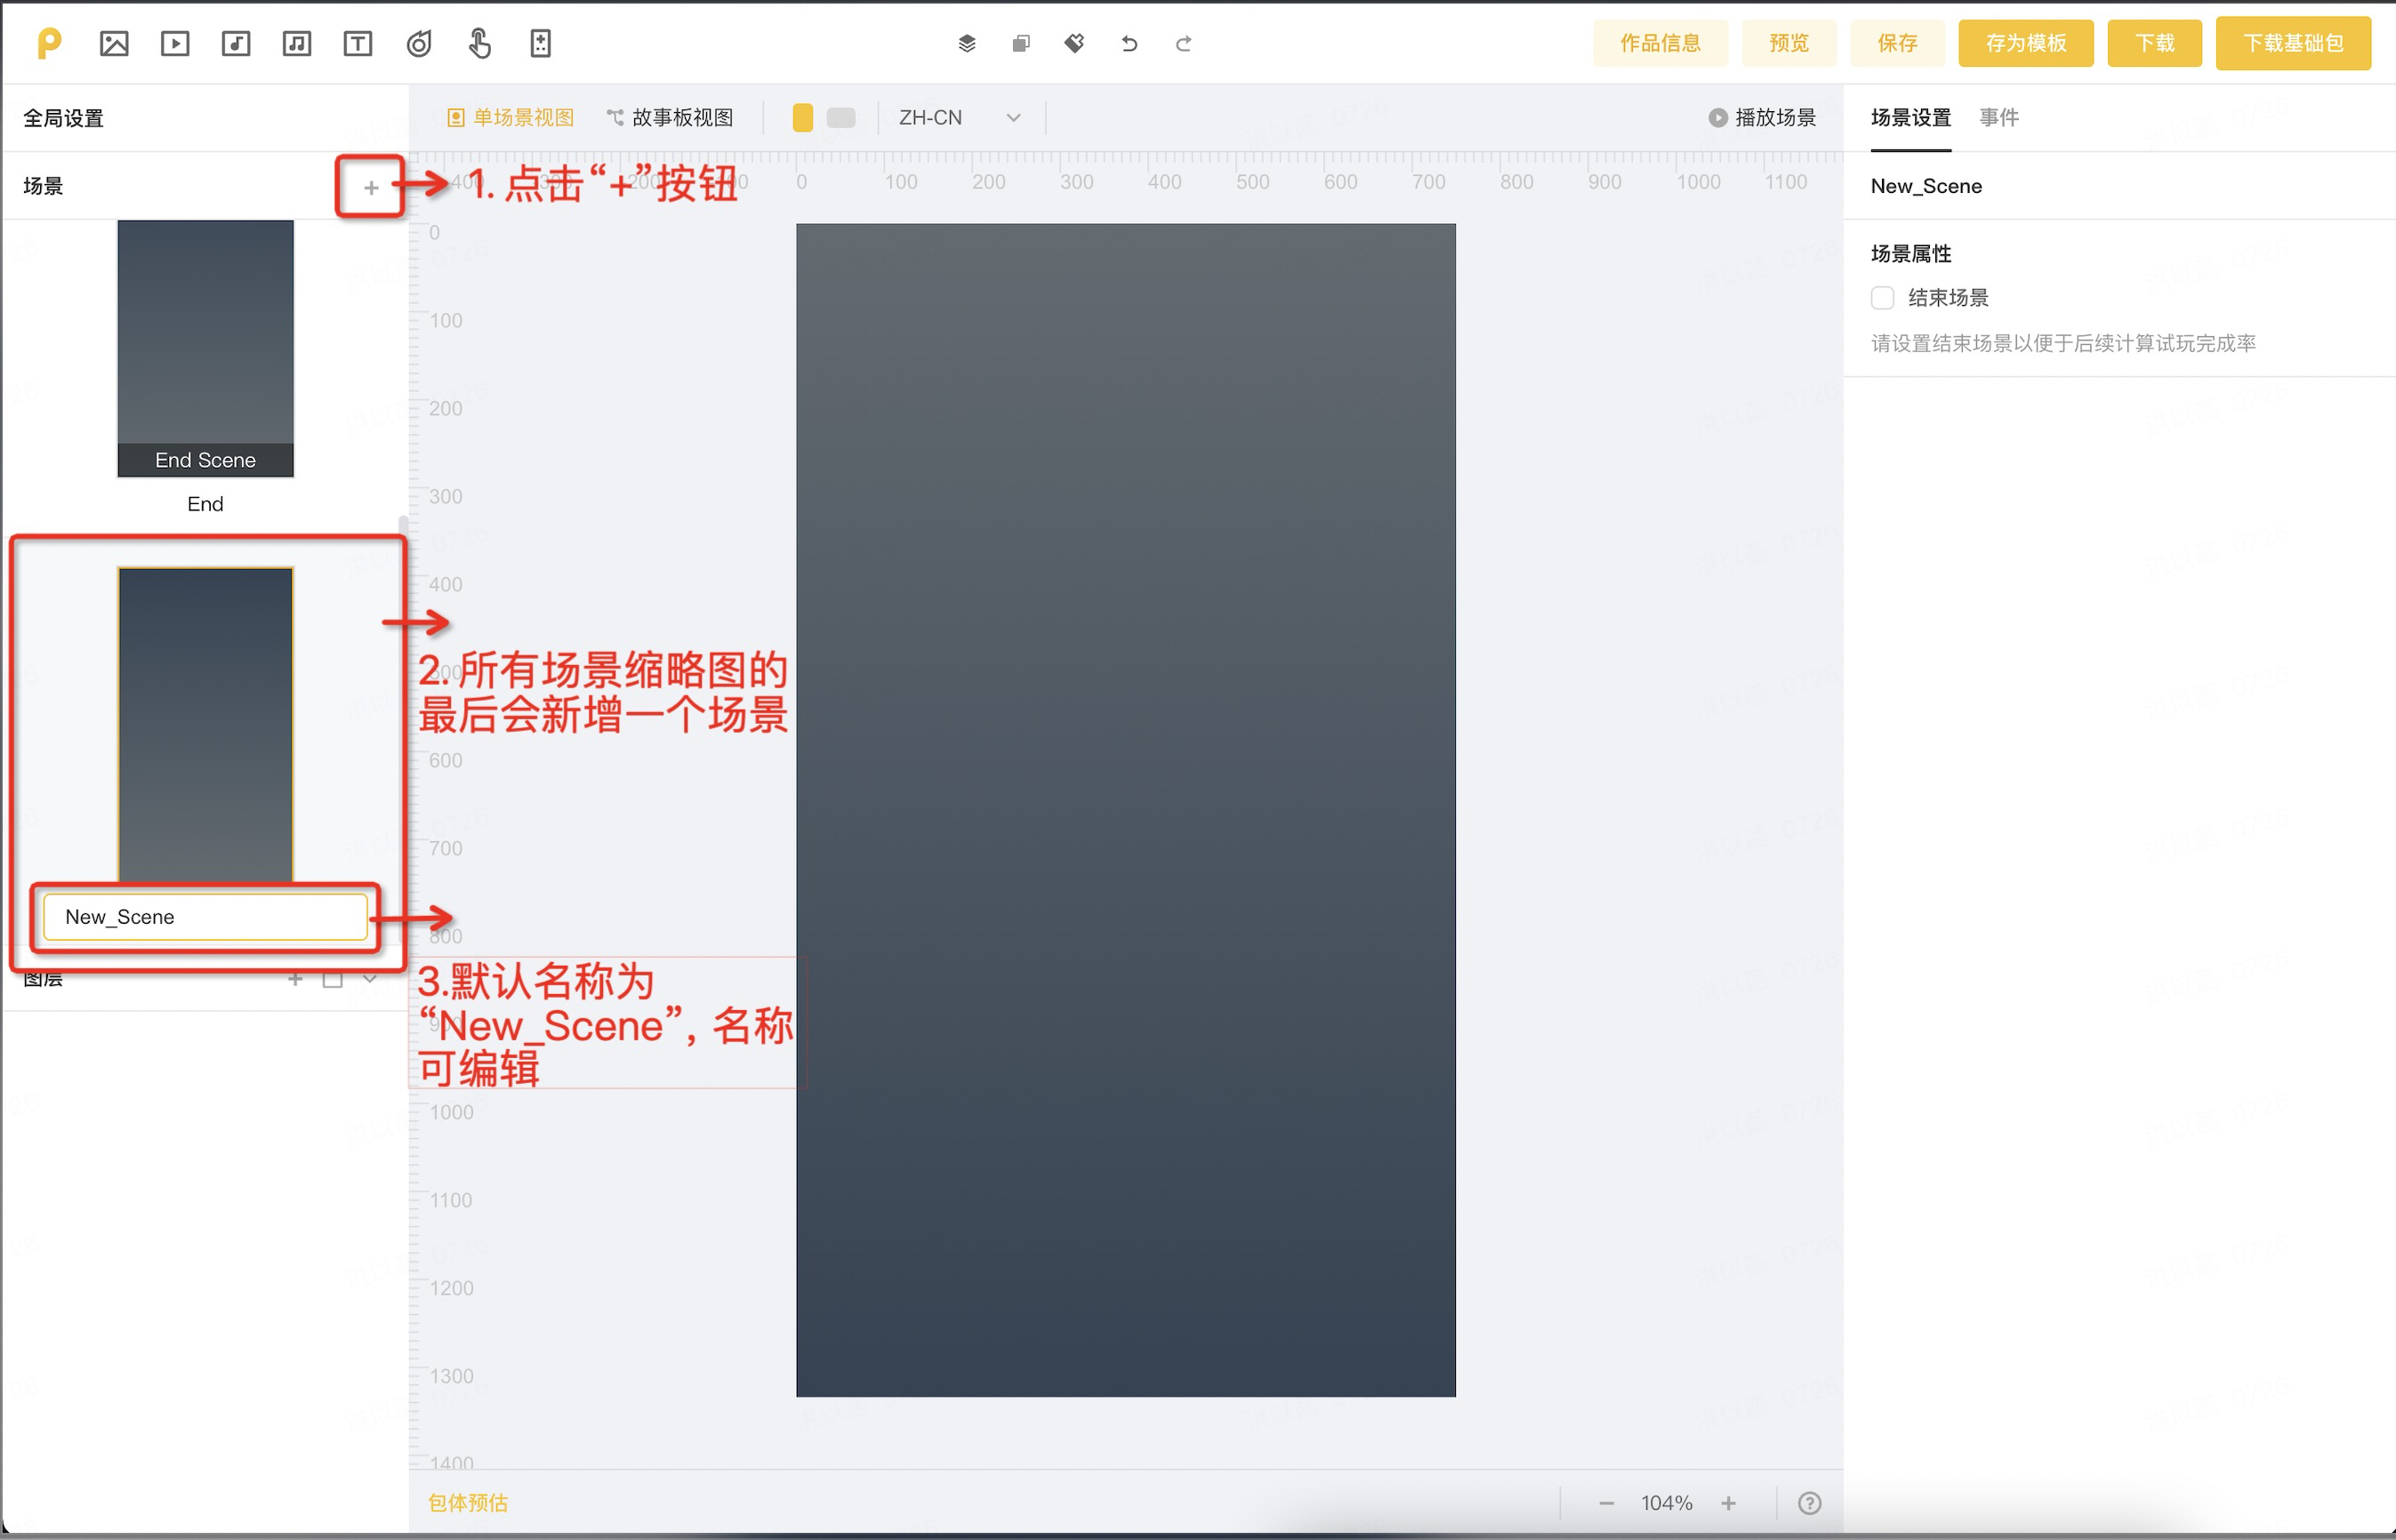 作品信息
预览
保存
存为模板
下载
下载基础包
全局设置
单场景视图
故事板视图
ZH-CN
播放场景
场景设置
事件
场景
1. 点击“+”按钮
0
100
200
300
400
500
600
700
800
900
1000
1100
New_Scene
场景属性
结束场景
请设置结束场景以便于后续计算试玩完成率
End Scene
End
New_Scene
图层
0
100
200
300
400
600
700
800
1000
1100
1200
1300
1400
2. 所有场景缩略图的
最后会新增一个场景
3.默认名称为
“New_Scene”, 名称
可编辑
包体预估
104%